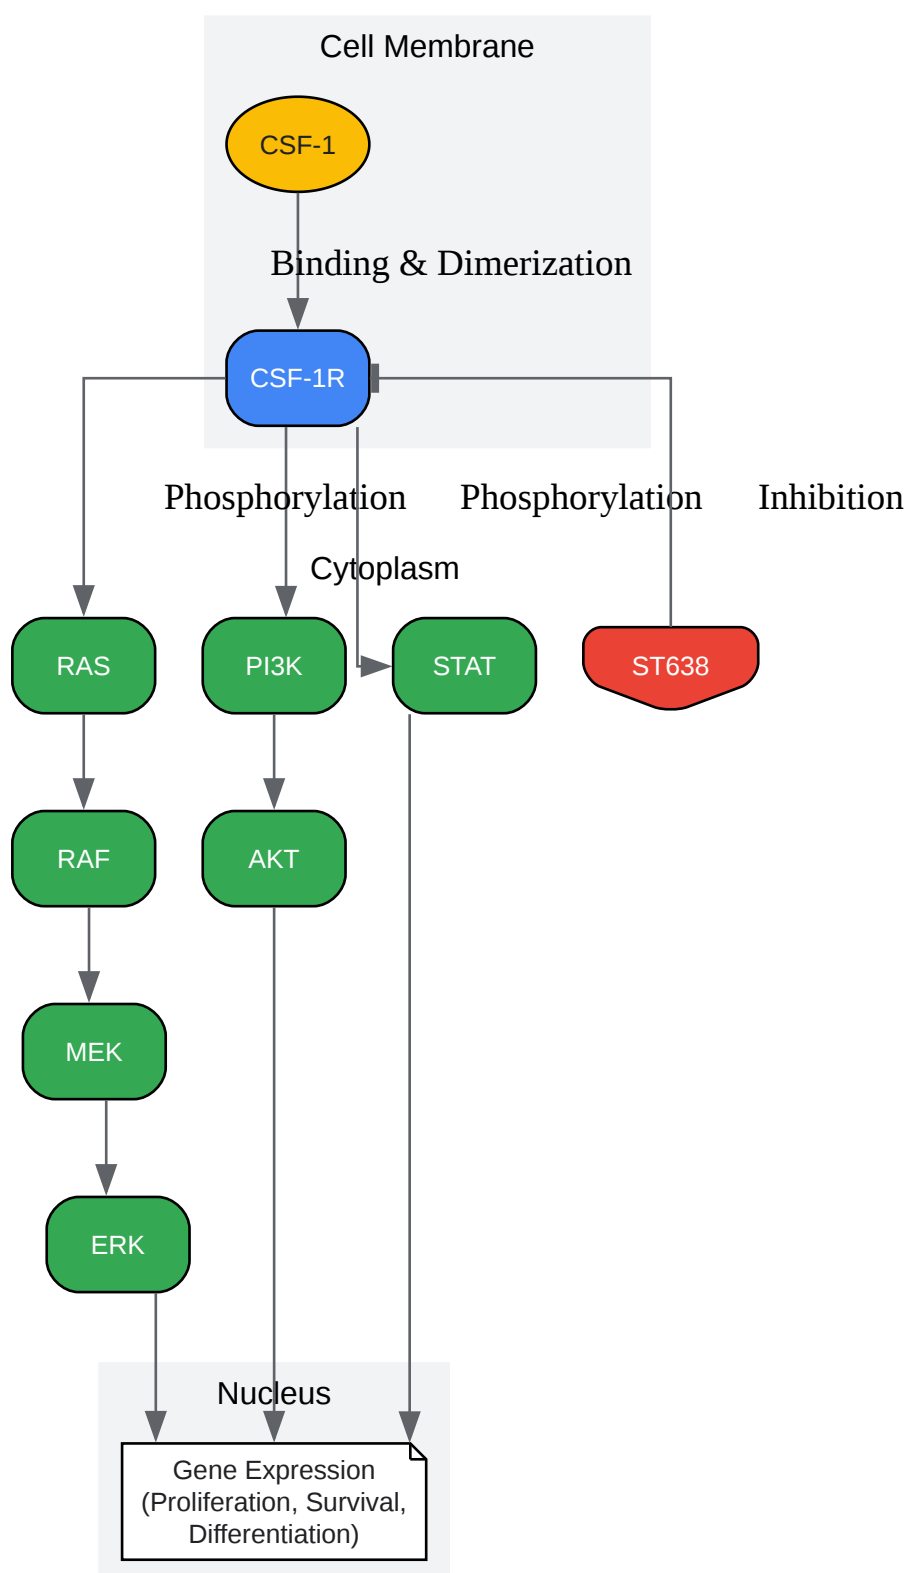 Cell Membrane
CSF-1
Binding & Dimerization
CSF-1R
Phosphorylation
Phosphorylation
Inhibition
Cytoplasm
RAS
PI3K
STAT
ST638
RAF
AKT
MEK
ERK
Nucleus
Gene Expression
(Proliferation, Survival,
Differentiation)